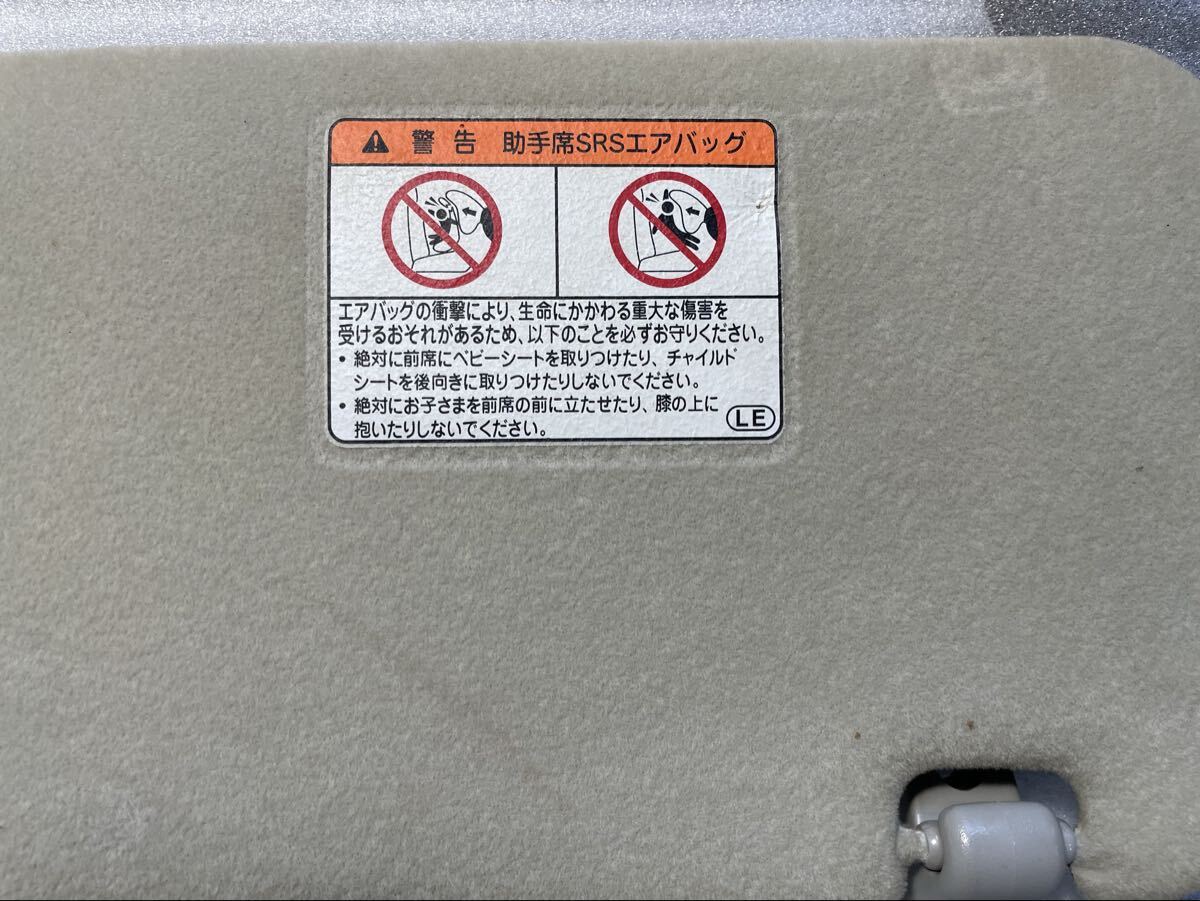 警告 助手席SRSエアバッグ
エアバッグの衝撃により、生命にかかわる重大な傷害を
受けるおそれがあるため、以下のことを必ずお守りください。
• 絶対に前席にベビーシートを取りつけたり、チャイルド
シートを後向きに取りつけたりしないでください。
• 絶対にお子さまを前席の前に立たせたり、膝の上に
抱いたりしないでください。
LE